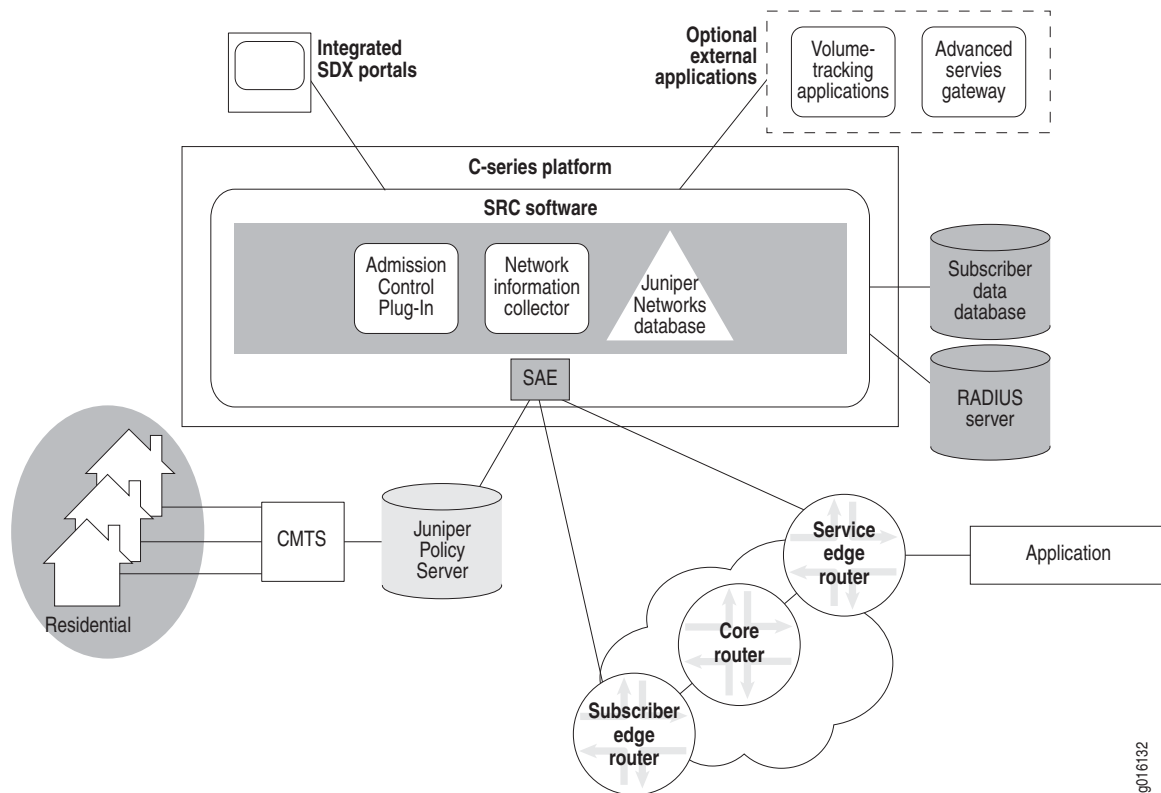 Integrated
SDX portals
Optional
external
applications
Volume-
tracking
applications
Advanced
servies
gateway
C-series platform
SRC software
Admission
Control
Plug-In
Network
information
collector
Juniper
Networks
database
Subscriber
data
database
SAE
RADIUS
server
Residential
CMTS
Juniper
Policy
Server
Service
edge
router
Application
Core
router
Subscriber
edge
router
g016132